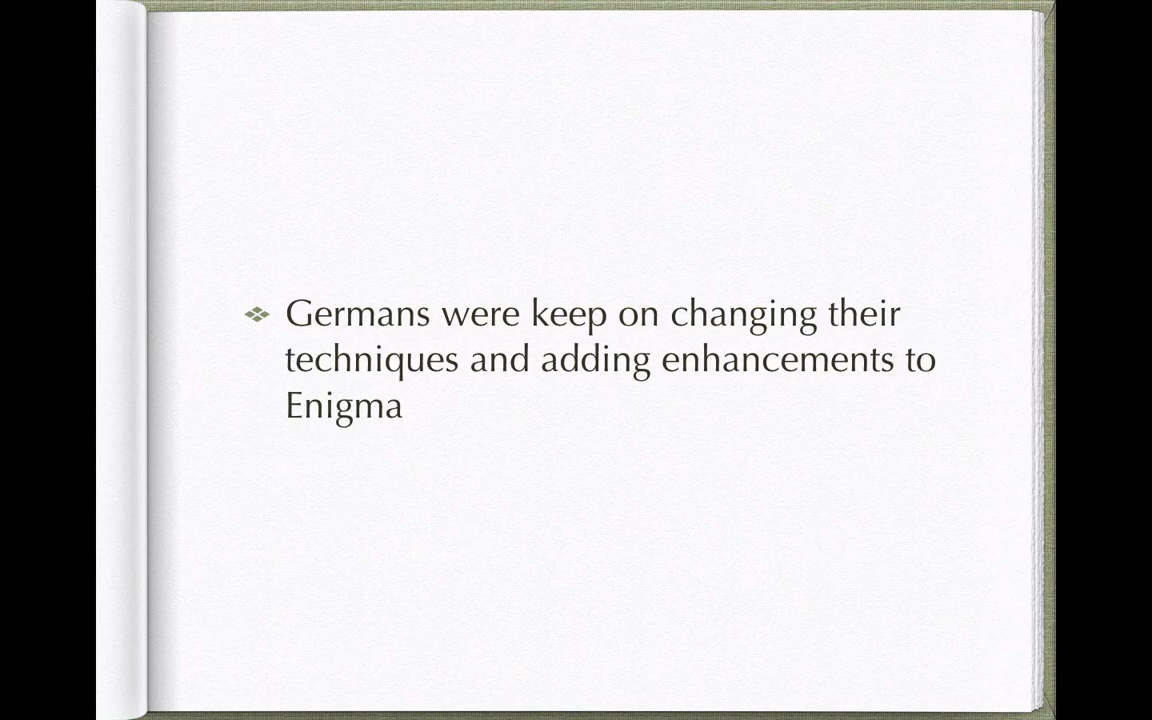 Germans were keep on changing their
techniques and adding enhancements to
Enigma